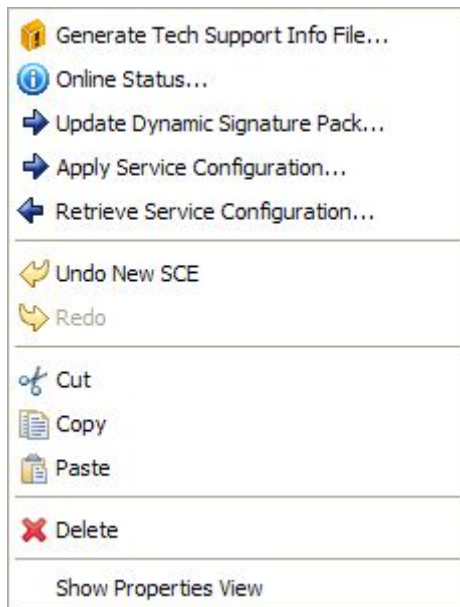 Generate Tech Support Info File...
Online Status...
Update Dynamic Signature Pack...
Apply Service Configuration...
Retrieve Service Configuration...
Undo New SCE
Redo
Cut
Copy
Paste
Delete
Show Properties View